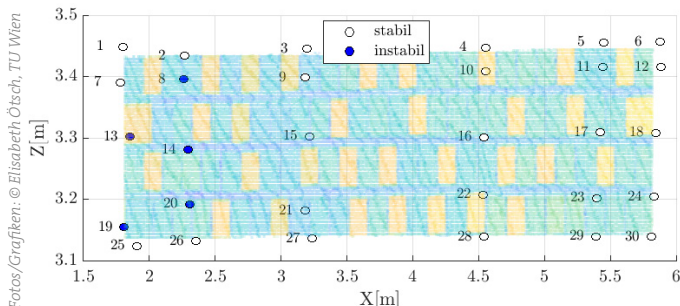 Fotos/Grafiken: © Elisabeth Ötsch, TU Wien
3.5
3.4
3.3
3.2
3.1
Z[m]
stabil
instabil
1 2 3 4 5 6
7 8 9 10 11 12
13 14 15 16 17 18
19 20 21 22 23 24
25 26 27 28 29 30
1.5 2 2.5 3 3.5 4 4.5 5 5.5 6
X[m]